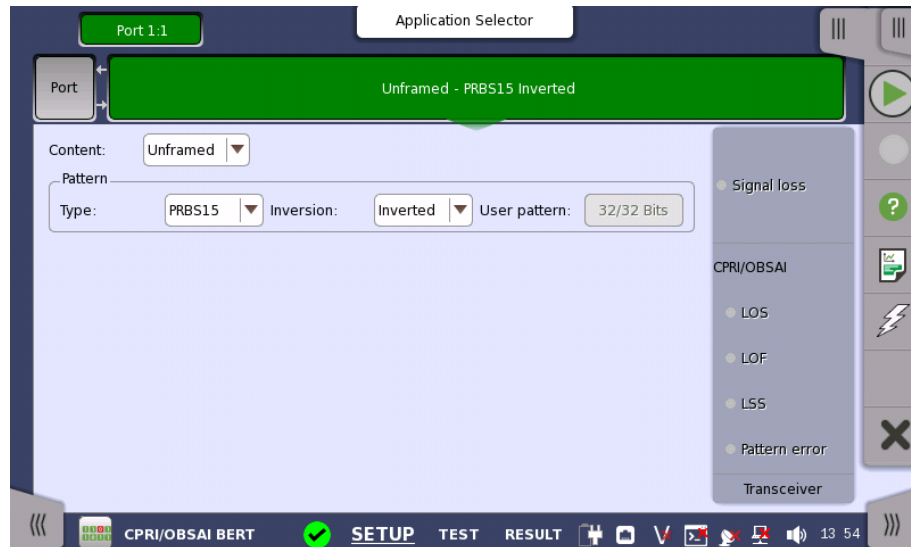 Application Selector
Port 1:1
Port
Unframed - PRBS15 Inverted
Content: Unframed
Pattern
Type: PRBS15 Inversion: Inverted User pattern: 32/32 Bits
Signal loss
CPRI/OBSAI
LOS
LOF
LSS
Pattern error
Transceiver
CPRI/OBSAI BERT SETUP TEST RESULT 13 54